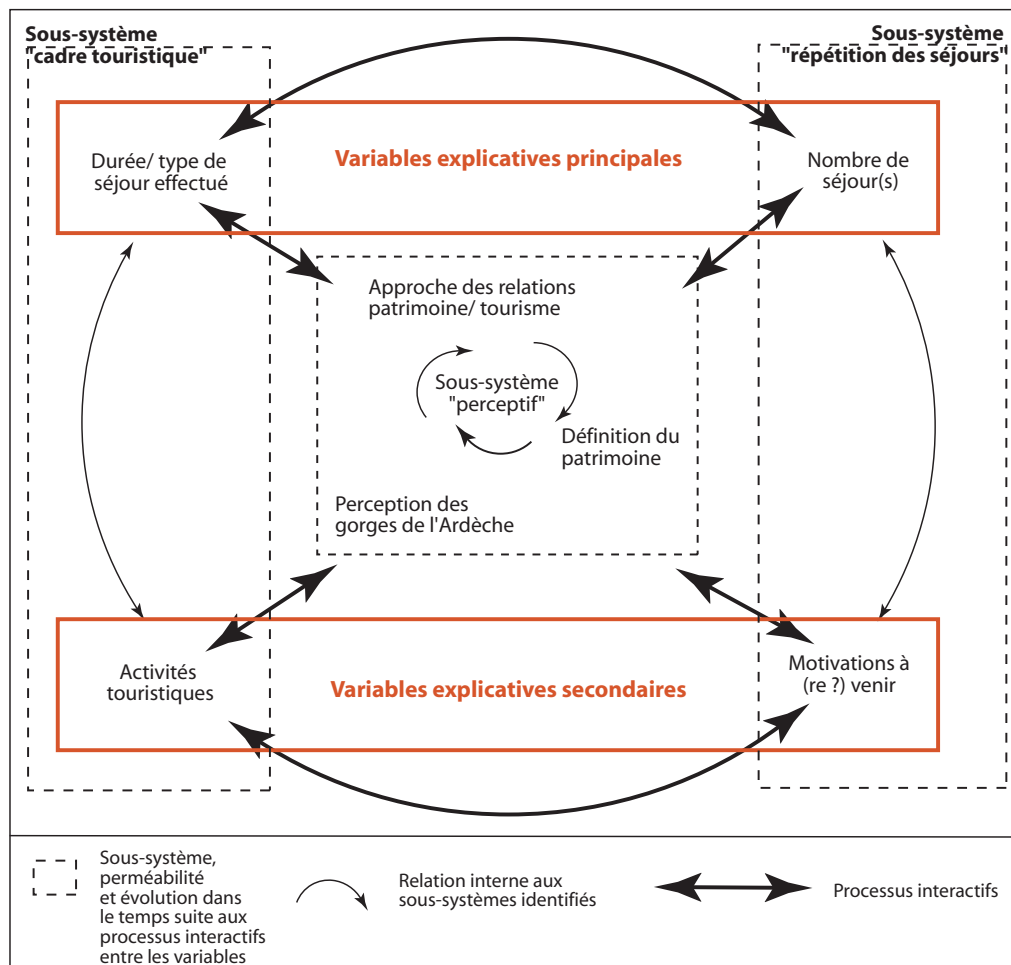 Sous-système
"cadre touristique"
Sous-système
"répétition des séjours"
Durée/ type de
séjour effectué
Variables explicatives principales
Nombre de
séjour(s)
Approche des relations
patrimoine/ tourisme
Sous-système
"perceptif"
Définition du
patrimoine
Perception des
gorges de l'Ardèche
Activités
touristiques
Variables explicatives secondaires
Motivations à
(re ?) venir
Sous-système,
perméabilité
et évolution dans
le temps suite aux
processus interactifs
entre les variables
Relation interne aux
sous-systèmes identifiés
Processus interactifs